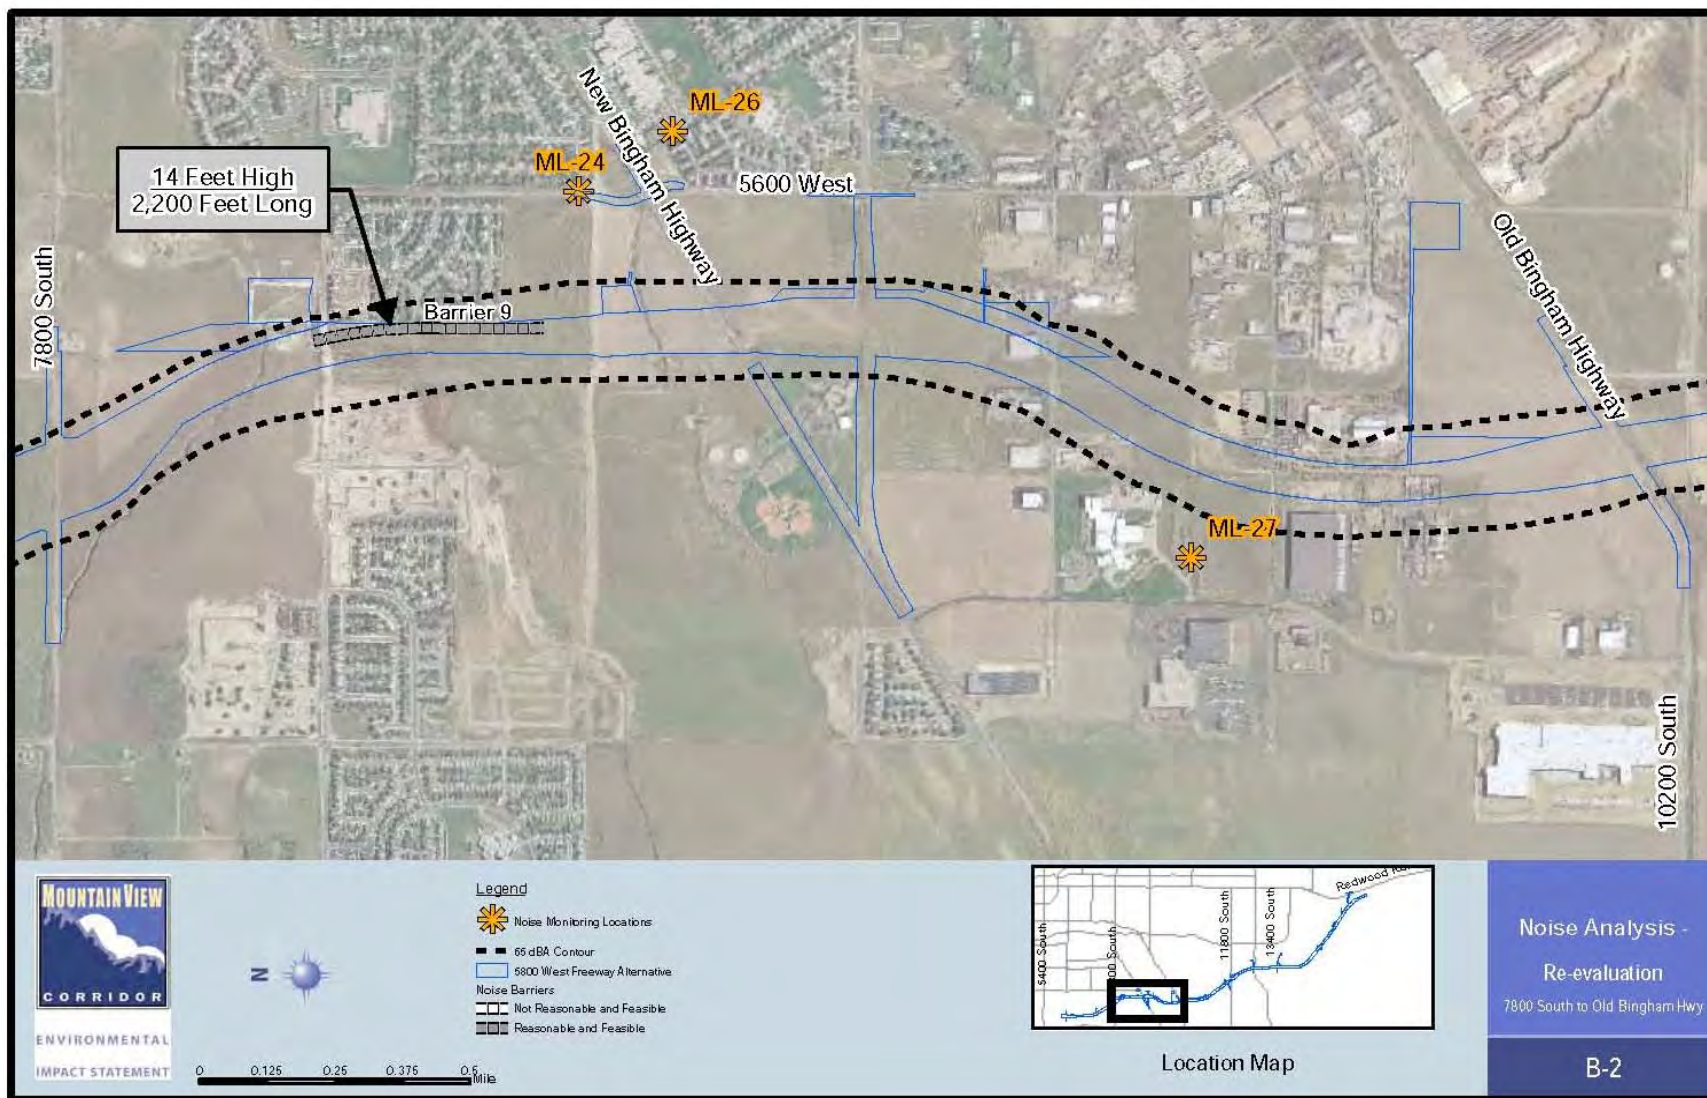 New Bingham Highway
ML-26
ML-24
5600 West
14 Feet High
2,200 Feet Long
7800 South
Barrier 9
Old Bingham Highway
ML-27
10200 South
MOUNTAINVIEW
CORRIDOR
ENVIRONMENTAL
IMPACT STATEMENT
N
0 0.125 0.25 0.375 0.5
Mile
Legend
Noise Monitoring Locations
dBA Contour
5800 West Freeway Alternative
Noise Barriers
Not Reasonable and Feasible
Reasonable and Feasible
5400 South
00 South
11800 South
13400 South
Redwood
Location Map
Noise Analysis -
Re-evaluation
7800 South to Old Bingham Hwy
B-2